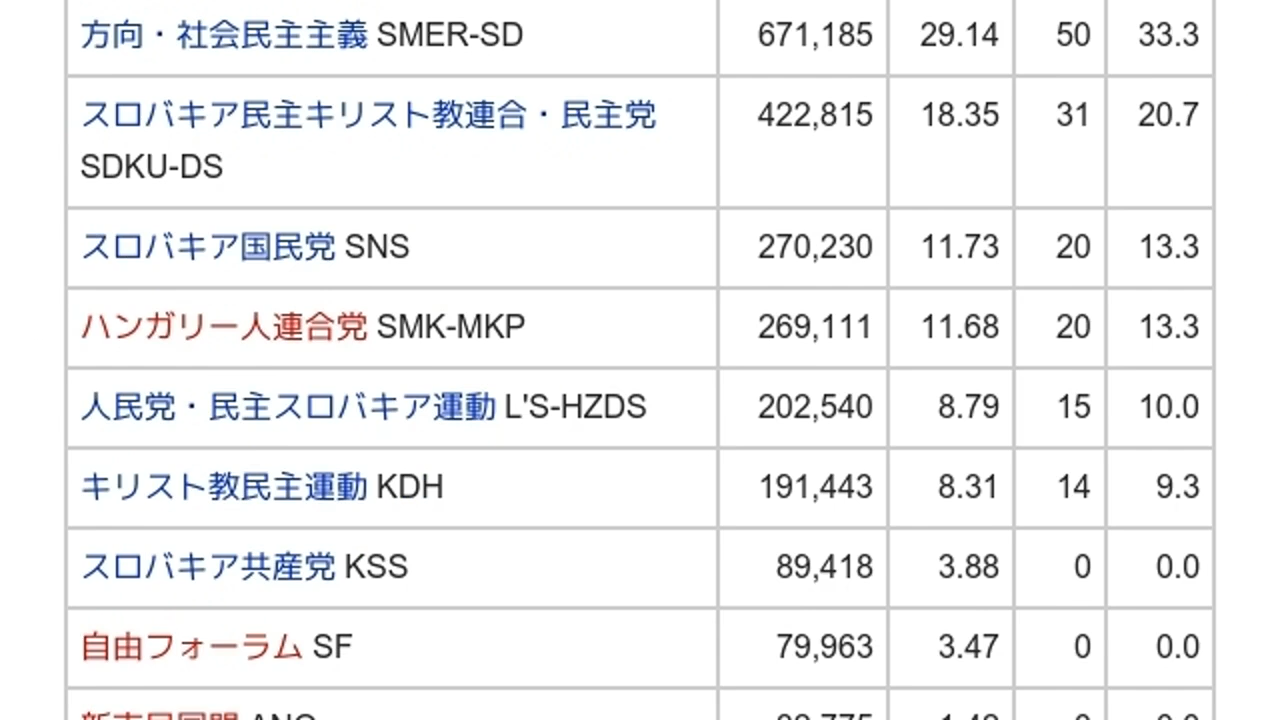 方向・社会民主主義 SMER-SD 671,185 29.14 50 33.3
スロバキア民主キリスト教連合・民主党 422,815 18.35 31 20.7
SDKU-DS
スロバキア国民党 SNS 270,230 11.73 20 13.3
ハンガリー人連合党 SMK-MKP 269,111 11.68 20 13.3
人民党・民主スロバキア運動 L'S-HZDS 202,540 8.79 15 10.0
キリスト教民主運動 KDH 191,443 8.31 14 9.3
スロバキア共産党 KSS 89,418 3.88 0 0.0
自由フォーラム SF 79,963 3.47 0 0.0